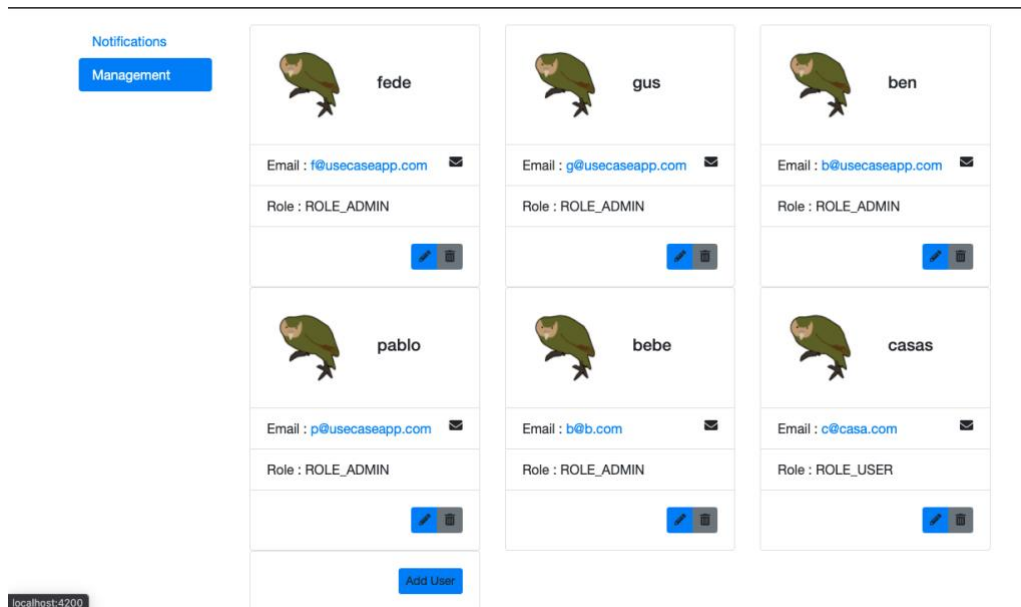 Notifications
Management
fede
gus
ben
Email : f@usecaseapp.com
Email : g@usecaseapp.com
Email : b@usecaseapp.com
Role : ROLE_ADMIN
Role : ROLE_ADMIN
Role : ROLE_ADMIN
pablo
bebe
casas
Email : p@usecaseapp.com
Email : b@b.com
Email : c@casa.com
Role : ROLE_ADMIN
Role : ROLE_ADMIN
Role : ROLE_USER
Add User
localhost:4200